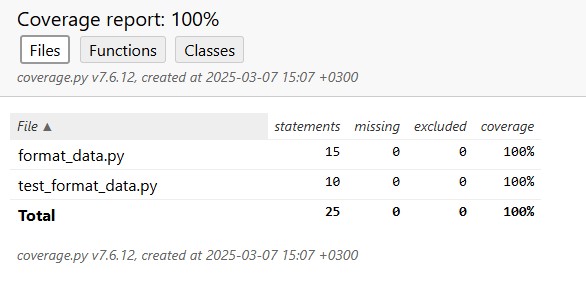 Coverage report: 100%
Files Functions Classes
coverage.py v7.6.12, created at 2025-03-07 15:07 +0300
File ▲ statements missing excluded coverage
format_data.py 15 0 0 100%
test_format_data.py 10 0 0 100%
Total 25 0 0 100%
coverage.py v7.6.12, created at 2025-03-07 15:07 +0300